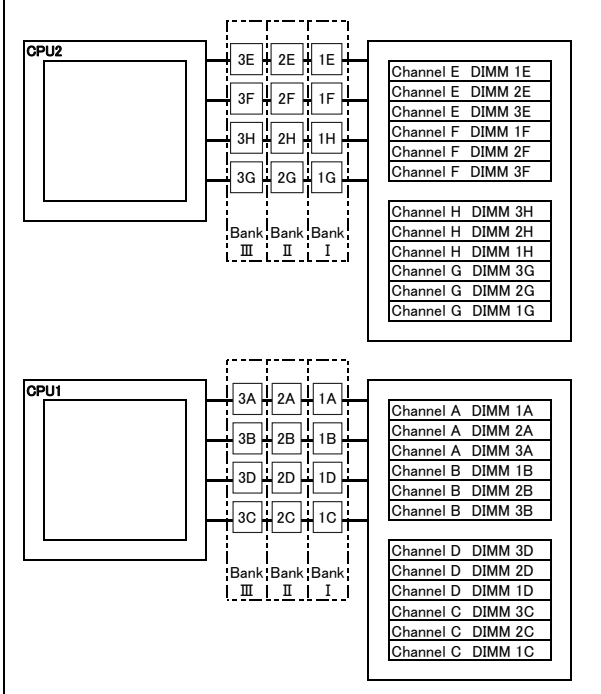 CPU2
3E 2E 1E
3F 2F 1F
3H 2H 1H
3G 2G 1G
Bank Bank Bank
Ⅲ Ⅱ Ⅰ
Channel E DIMM 1E
Channel E DIMM 2E
Channel E DIMM 3E
Channel F DIMM 1F
Channel F DIMM 2F
Channel F DIMM 3F
Channel H DIMM 3H
Channel H DIMM 2H
Channel H DIMM 1H
Channel G DIMM 3G
Channel G DIMM 2G
Channel G DIMM 1G
CPU1
3A 2A 1A
3B 2B 1B
3D 2D 1D
3C 2C 1C
Bank Bank Bank
Ⅲ Ⅱ Ⅰ
Channel A DIMM 1A
Channel A DIMM 2A
Channel A DIMM 3A
Channel B DIMM 1B
Channel B DIMM 2B
Channel B DIMM 3B
Channel D DIMM 3D
Channel D DIMM 2D
Channel D DIMM 1D
Channel C DIMM 3C
Channel C DIMM 2C
Channel C DIMM 1C